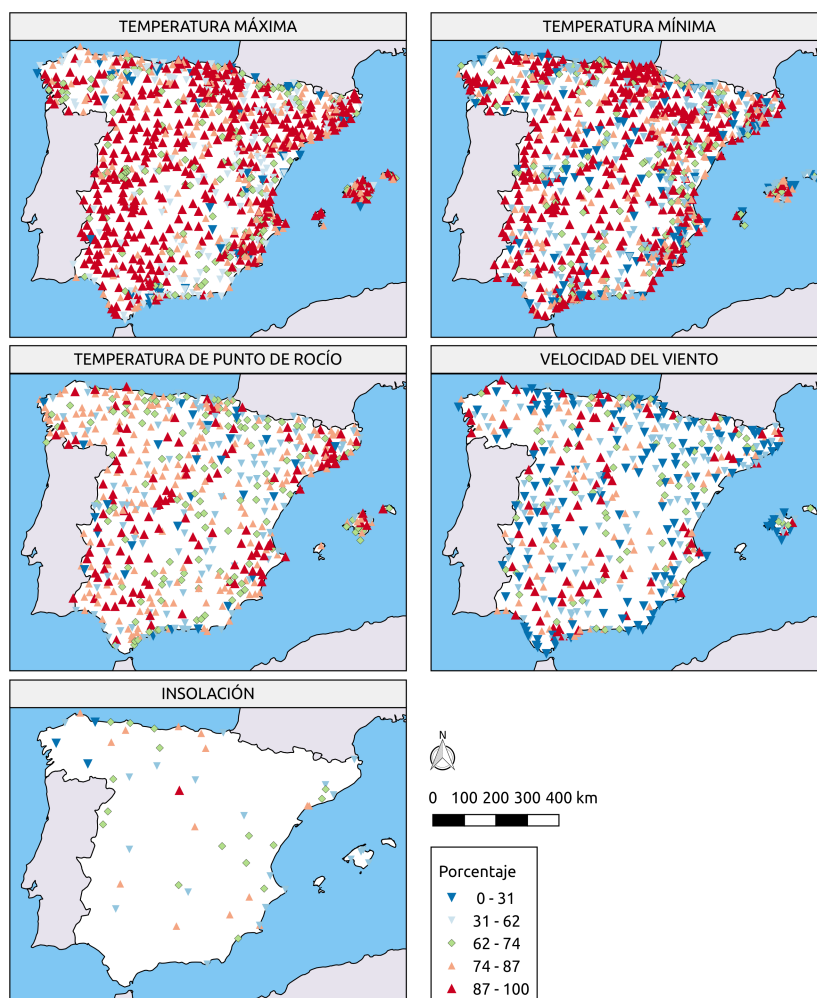 TEMPERATURA MÁXIMA
TEMPERATURA MÍNIMA
TEMPERATURA DE PUNTO DE ROCÍO
VELOCIDAD DEL VIENTO
INSOLACIÓN
N
0 100 200 300 400 km
Porcentaje
0 - 31
31 - 62
62 - 74
74 - 87
87 - 100